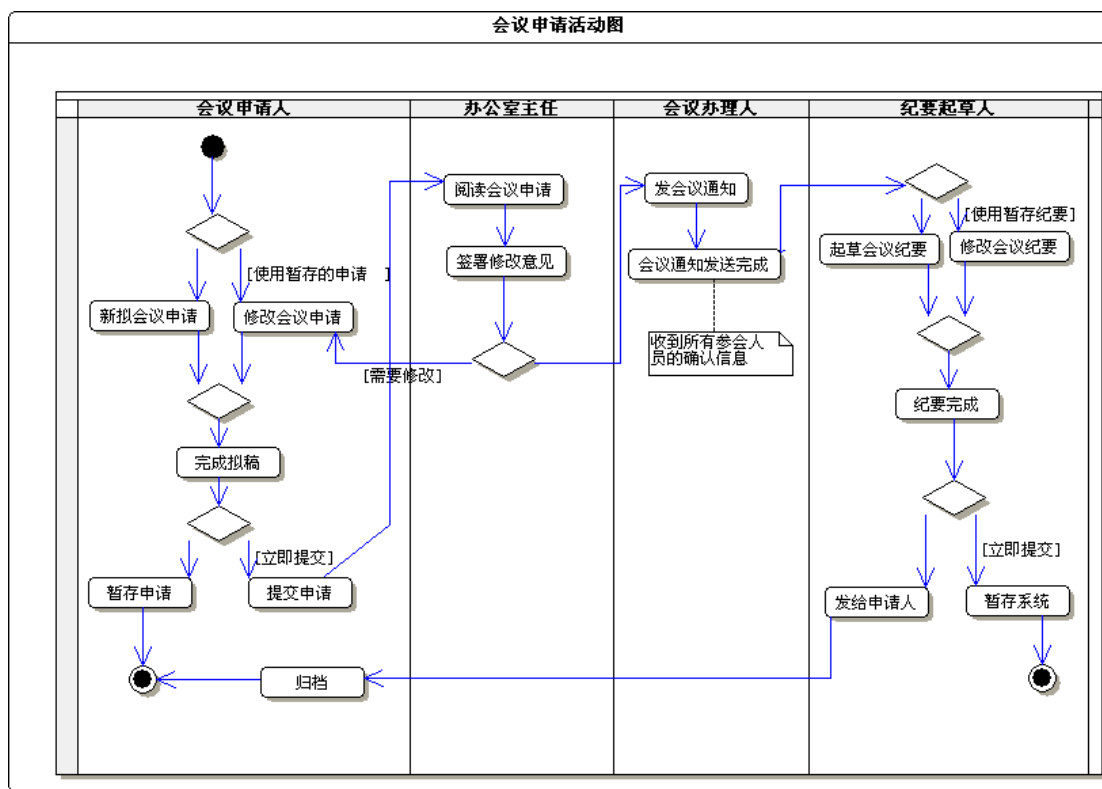 会议申请活动图
会议申请人
办公室主任
会议办理人
纪要起草人
[使用暂存的申请 ]
新拟会议申请
修改会议申请
完成拟稿
[立即提交]
暂存申请
提交申请
归档
阅读会议申请
签署修改意见
[需要修改]
发会议通知
会议通知发送完成
收到所有参会人
员的确认信息
[使用暂存纪要]
起草会议纪要
修改会议纪要
纪要完成
[立即提交]
发给申请人
暂存系统